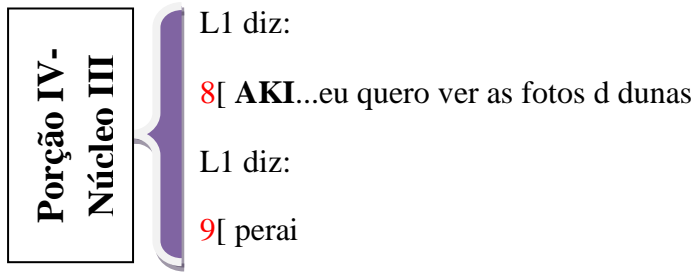 Porção IV-
Núcleo III
L1 diz:
8[ AKI...eu quero ver as fotos d dunas
L1 diz:
9[ perai